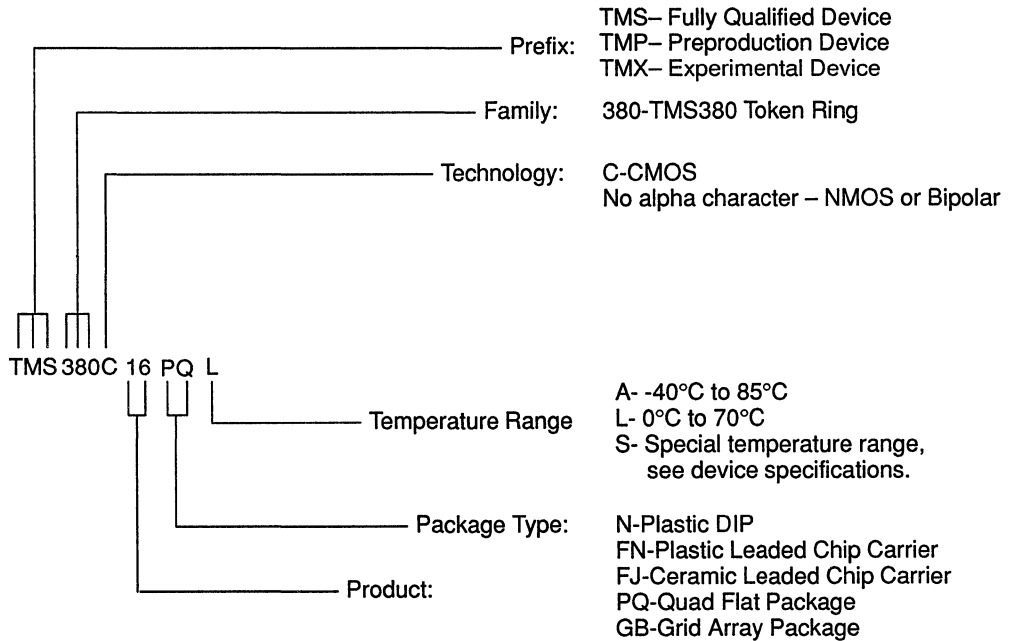 Prefix: TMS– Fully Qualified Device
TMP– Preproduction Device
TMX– Experimental Device
Family: 380-TMS380 Token Ring
Technology: C-CMOS
No alpha character – NMOS or Bipolar
TMS 380C 16 PQ L
Temperature Range A- -40°C to 85°C
L- 0°C to 70°C
S- Special temperature range,
see device specifications.
Package Type: N-Plastic DIP
FN-Plastic Leaded Chip Carrier
FJ-Ceramic Leaded Chip Carrier
PQ-Quad Flat Package
GB-Grid Array Package
Product: